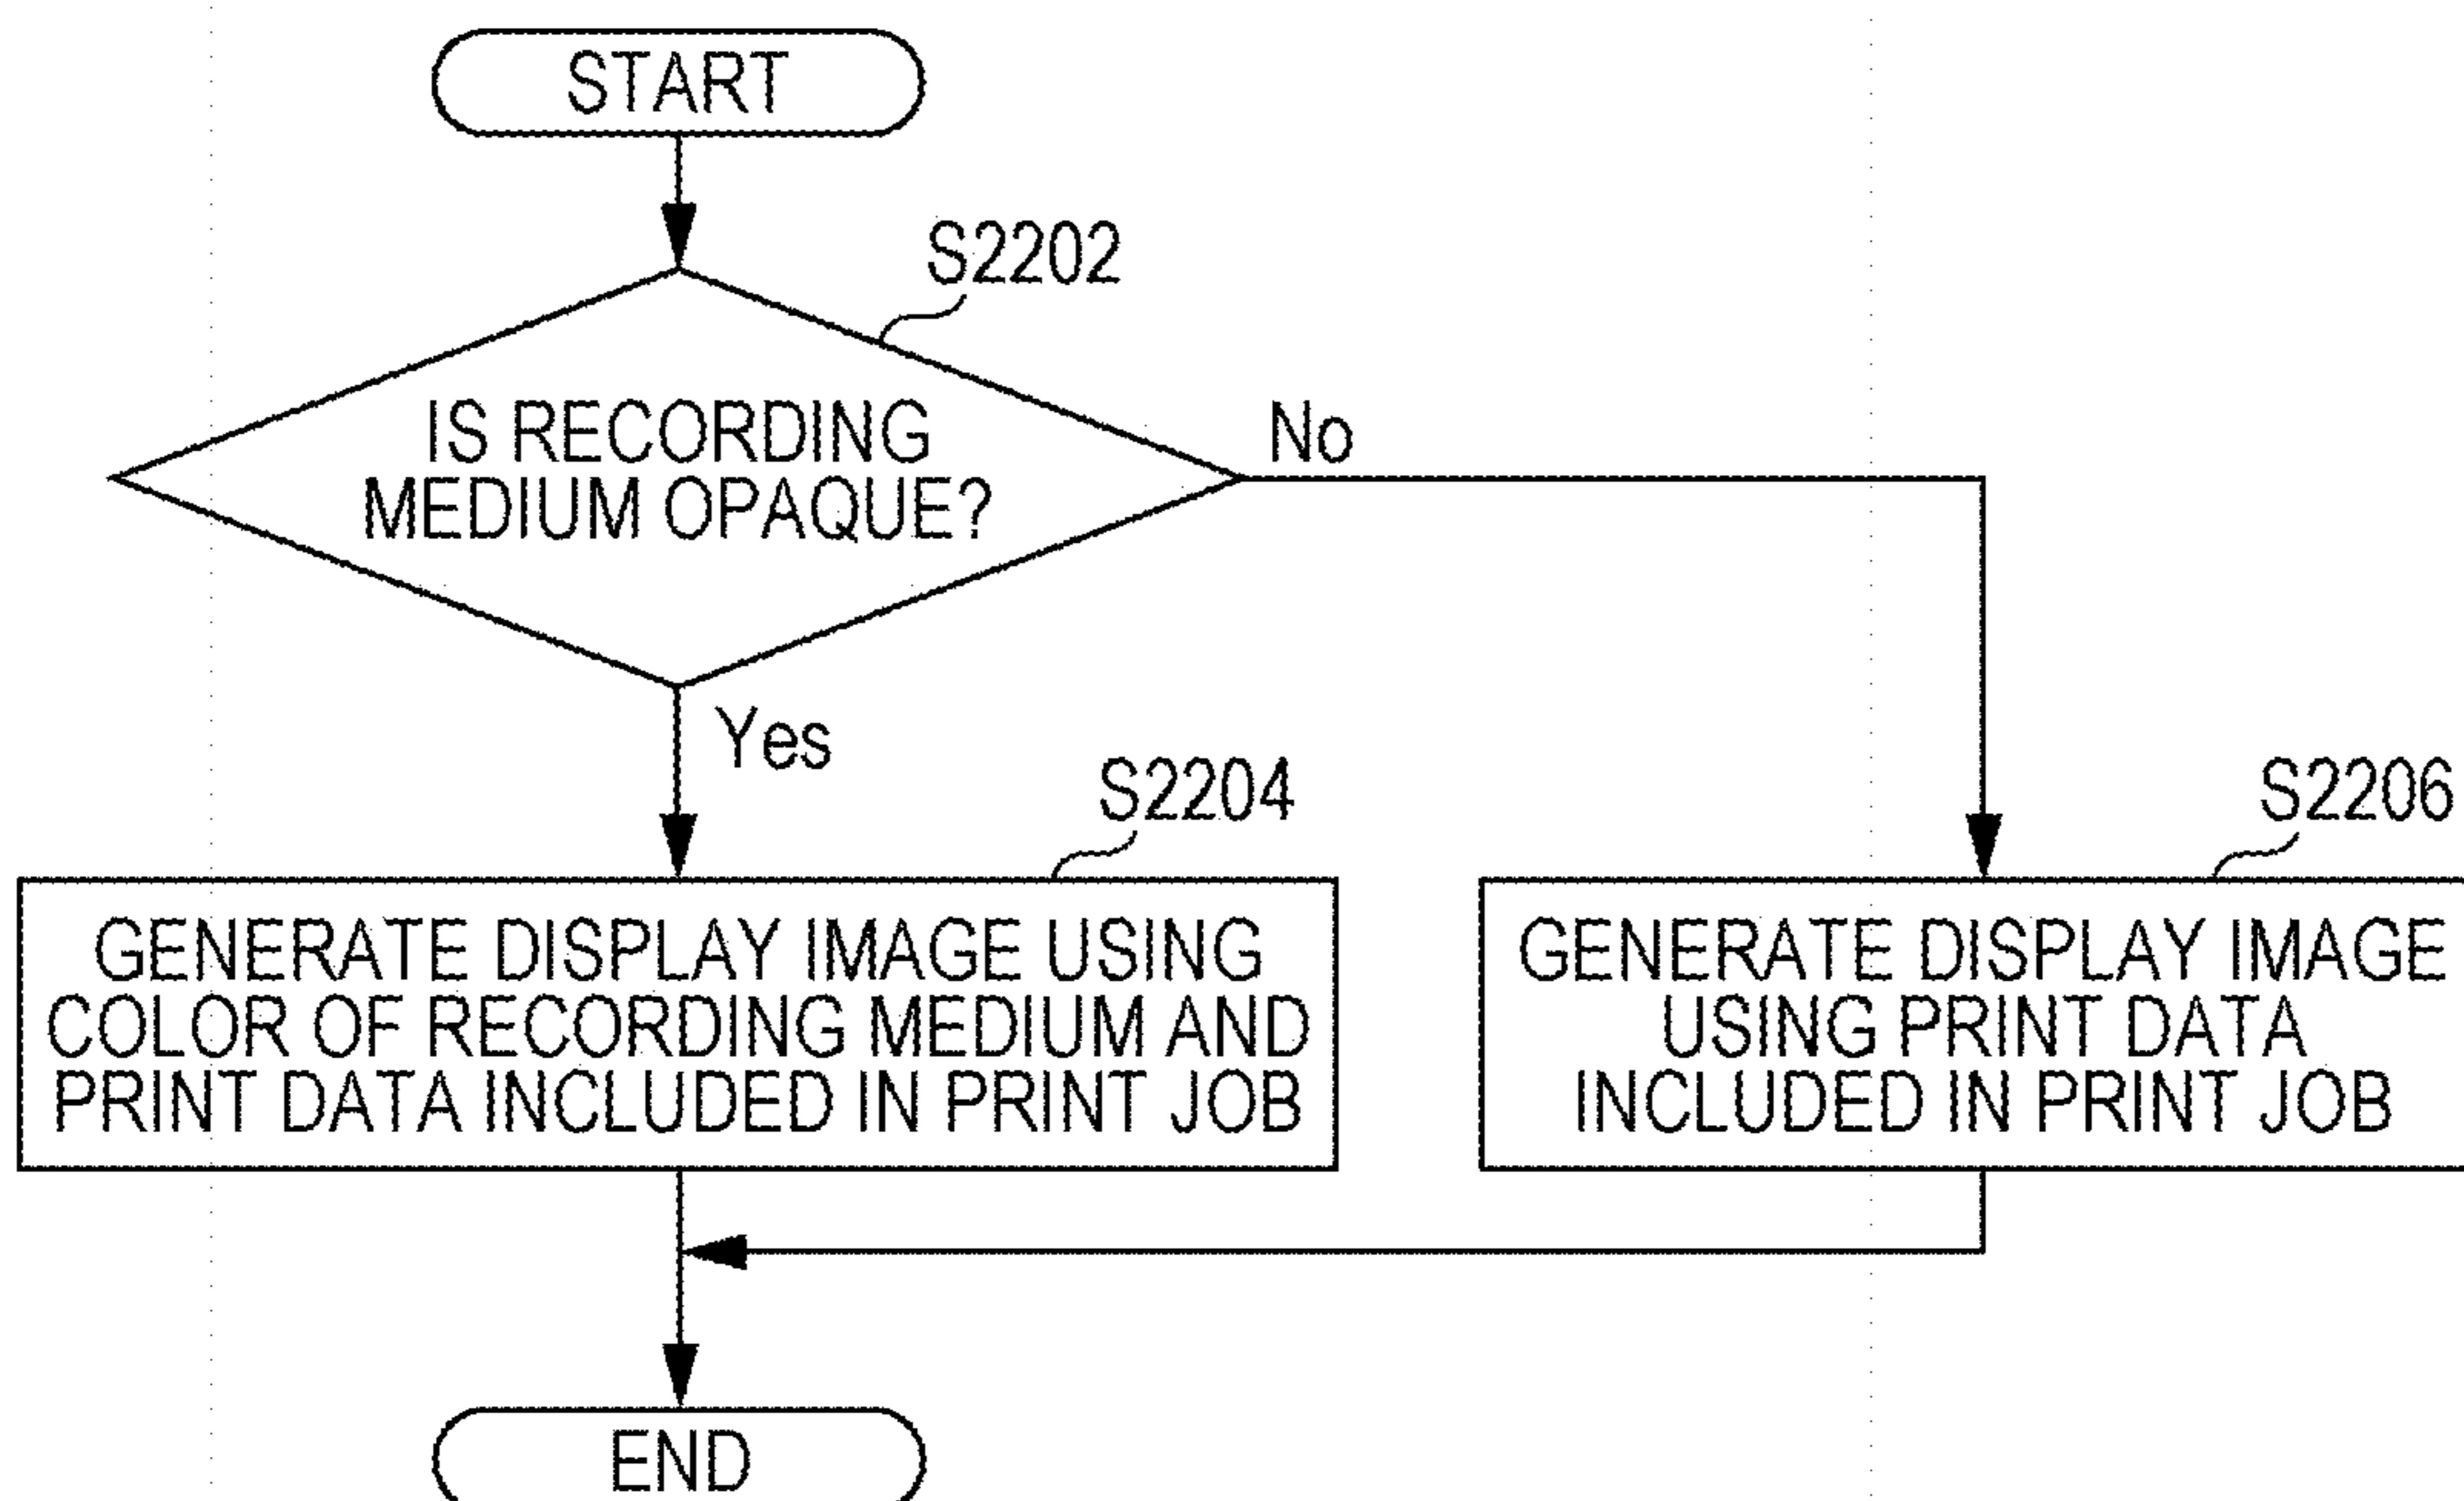 START
S2202
IS RECORDING
MEDIUM OPAQUE?
No
Yes
S2204
GENERATE DISPLAY IMAGE USING
COLOR OF RECORDING MEDIUM AND
PRINT DATA INCLUDED IN PRINT JOB
S2206
GENERATE DISPLAY IMAGE
USING PRINT DATA
INCLUDED IN PRINT JOB
END